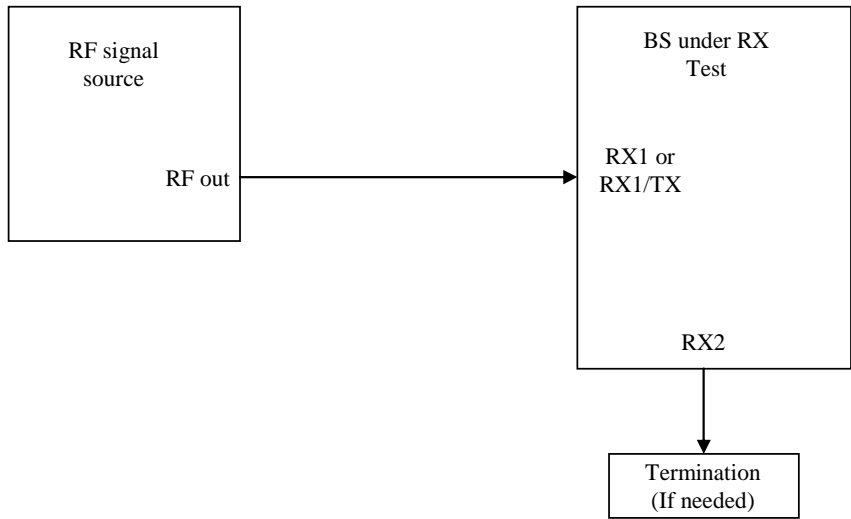 RF signal
source
RF out
BS under RX
Test
RX1 or
RX1/TX
RX2
Termination
(If needed)